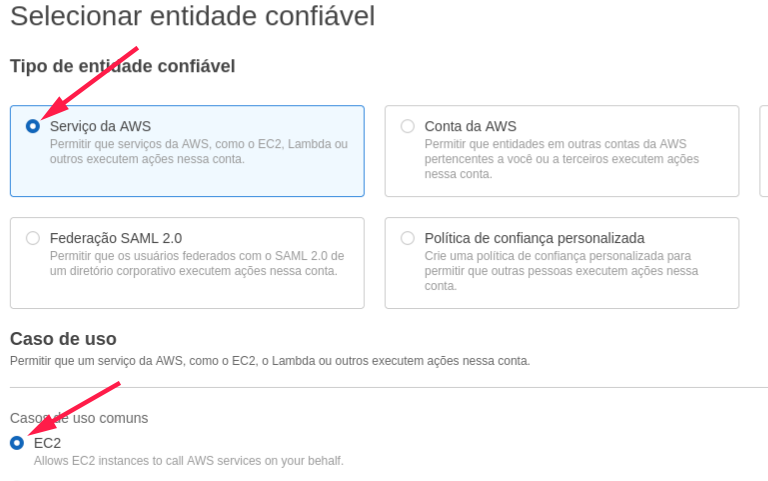 Selecionar entidade confiável
Tipo de entidade confiável
Serviço da AWS
Permitir que serviços da AWS, como o EC2, Lambda ou
outros executem ações nessa conta.
Conta da AWS
Permitir que entidades em outras contas da AWS
pertencentes a você ou a terceiros executem ações
nessa conta.
Federação SAML 2.0
Permitir que os usuários federados com o SAML 2.0 de
um diretório corporativo executem ações nessa conta.
Política de confiança personalizada
Crie uma política de confiança personalizada para
permitir que outras pessoas executem ações nessa
conta.
Caso de uso
Permitir que um serviço da AWS, como o EC2, o Lambda ou outros executem ações nessa conta.
Casos de uso comuns
EC2
Allows EC2 instances to call AWS services on your behalf.